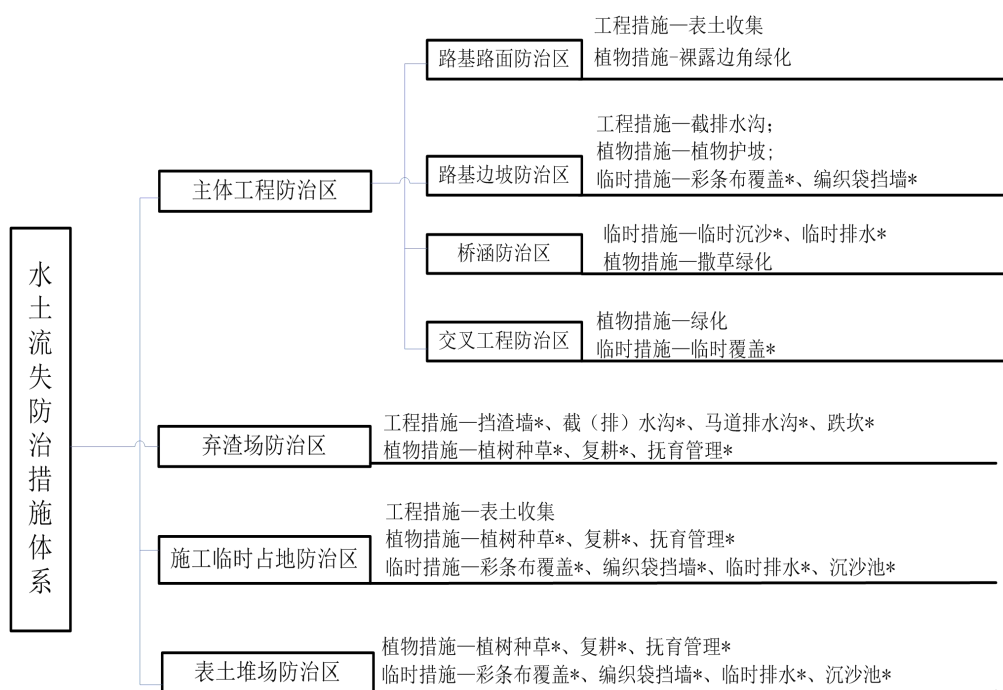 水土流失防治措施体系
主体工程防治区
路基路面防治区
工程措施—表土收集
植物措施-裸露边角绿化
路基边坡防治区
工程措施—截排水沟;
植物措施—植物护坡;
临时措施—彩条布覆盖*、编织袋挡墙*
桥涵防治区
临时措施—临时沉沙*、临时排水*
植物措施—撒草绿化
交叉工程防治区
植物措施—绿化
临时措施—临时覆盖*
弃渣场防治区
工程措施—挡渣墙*、截（排）水沟*、马道排水沟*、跌坎*
植物措施—植树种草*、复耕*、抚育管理*
施工临时占地防治区
工程措施—表土收集
植物措施—植树种草*、复耕*、抚育管理*
临时措施—彩条布覆盖*、编织袋挡墙*、临时排水*、沉沙池*
表土堆场防治区
植物措施—植树种草*、复耕*、抚育管理*
临时措施—彩条布覆盖*、编织袋挡墙*、临时排水*、沉沙池*